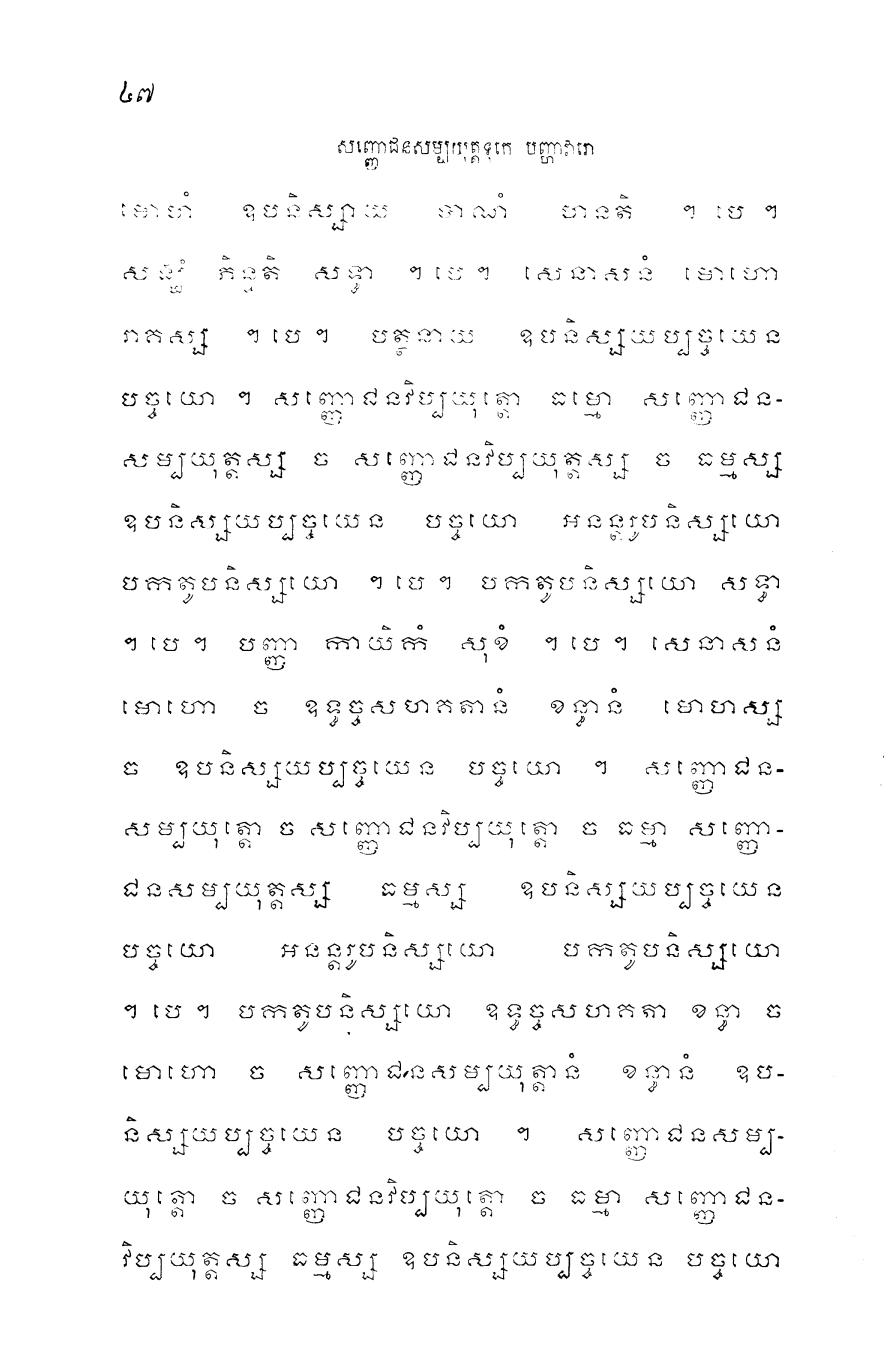 ៤៧
សញ្ញោជនសម្បយុត្តទុកេ បញ្ហាវារោ
មោហំ ឧបនិស្សាយ បាណំ ហនតិ ។ បេ ។
សន្ធឹ ភិន្ទតិ សទ្ធា ។ បេ ។ សេនាសនំ មោហោ
រាគស្ស ។ បេ ។ បត្ថនាយ ឧបនិស្សយប្បច្ចយេន
បច្ចយោ ។ សញ្ញោជនវិប្បយុត្តោ ធម្មោ សញ្ញោជន-
សម្បយុត្តស្ស ច សញ្ញោជនវិប្បយុត្តស្ស ច ធម្មស្ស
ឧបនិស្សយប្បច្ចយេន បច្ចយោ អនន្តរូបនិស្សយោ
បកតូបនិស្សយោ ។ បេ ។ បកតូបនិស្សយោ សទ្ធា
។ បេ ។ បញ្ញា កាយិកំ សុខំ ។ បេ ។ សេនាសនំ
មោហោ ច ឧទ្ធច្ចសហគតានំ ខន្ធានំ មោហស្ស
ច ឧបនិស្សយប្បច្ចយេន បច្ចយោ ។ សញ្ញោជន-
សម្បយុត្តោ ច សញ្ញោជនវិប្បយុត្តោ ច ធម្មា សញ្ញោ-
ជនសម្បយុត្តស្ស ធម្មស្ស ឧបនិស្សយប្បច្ចយេន
បច្ចយោ អនន្តរូបនិស្សយោ បកតូបនិស្សយោ
។ បេ ។ បកតូបនិស្សយោ ឧទ្ធច្ចសហគតា ខន្ធា ច
មោហោ ច សញ្ញោជនសម្បយុត្តានំ ខន្ធានំ ឧប-
និស្សយប្បច្ចយេន បច្ចយោ ។ សញ្ញោជនសម្ប-
យុត្តោ ច សញ្ញោជនវិប្បយុត្តោ ច ធម្មា សញ្ញោជន-
វិប្បយុត្តស្ស ធម្មស្ស ឧបនិស្សយប្បច្ចយេន បច្ចយោ